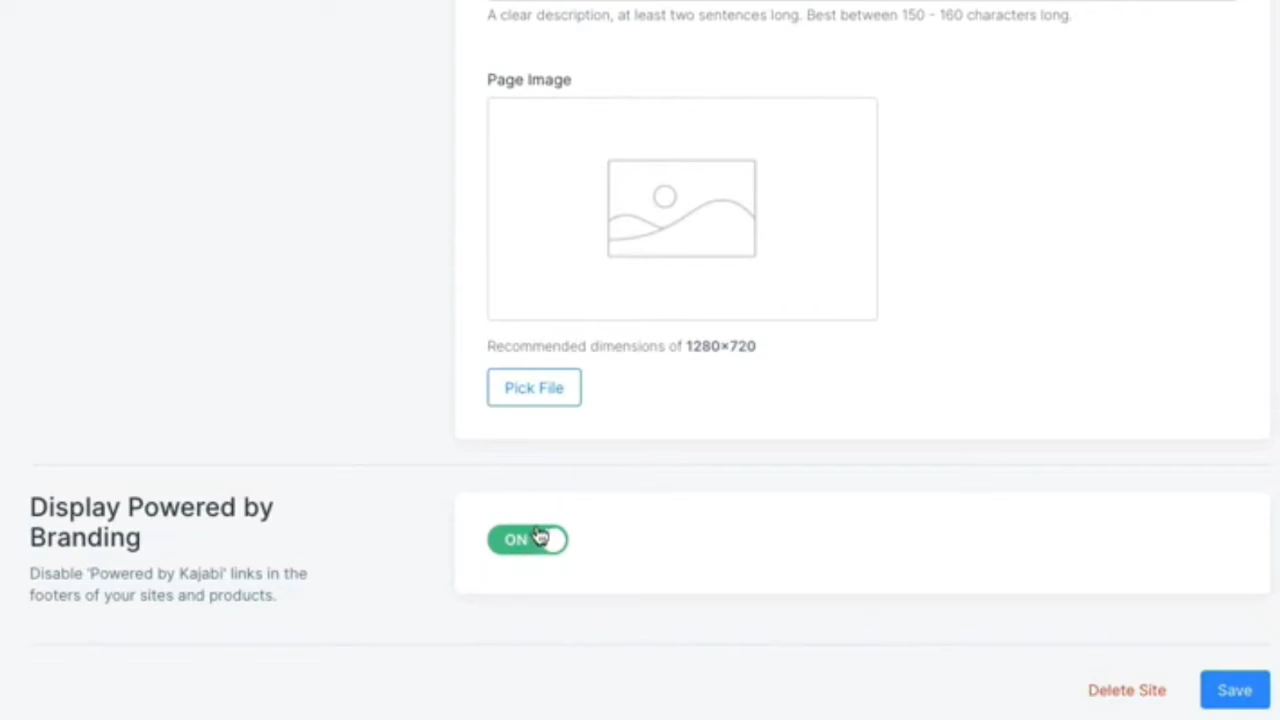 A clear description, at least two sentences long. Best between 150 - 160 characters long.
Page Image
Recommended dimensions of 1280×720
Pick File
Display Powered by
Branding
Disable 'Powered by Kajabi' links in the
footers of your sites and products.
ON
Delete Site
Save